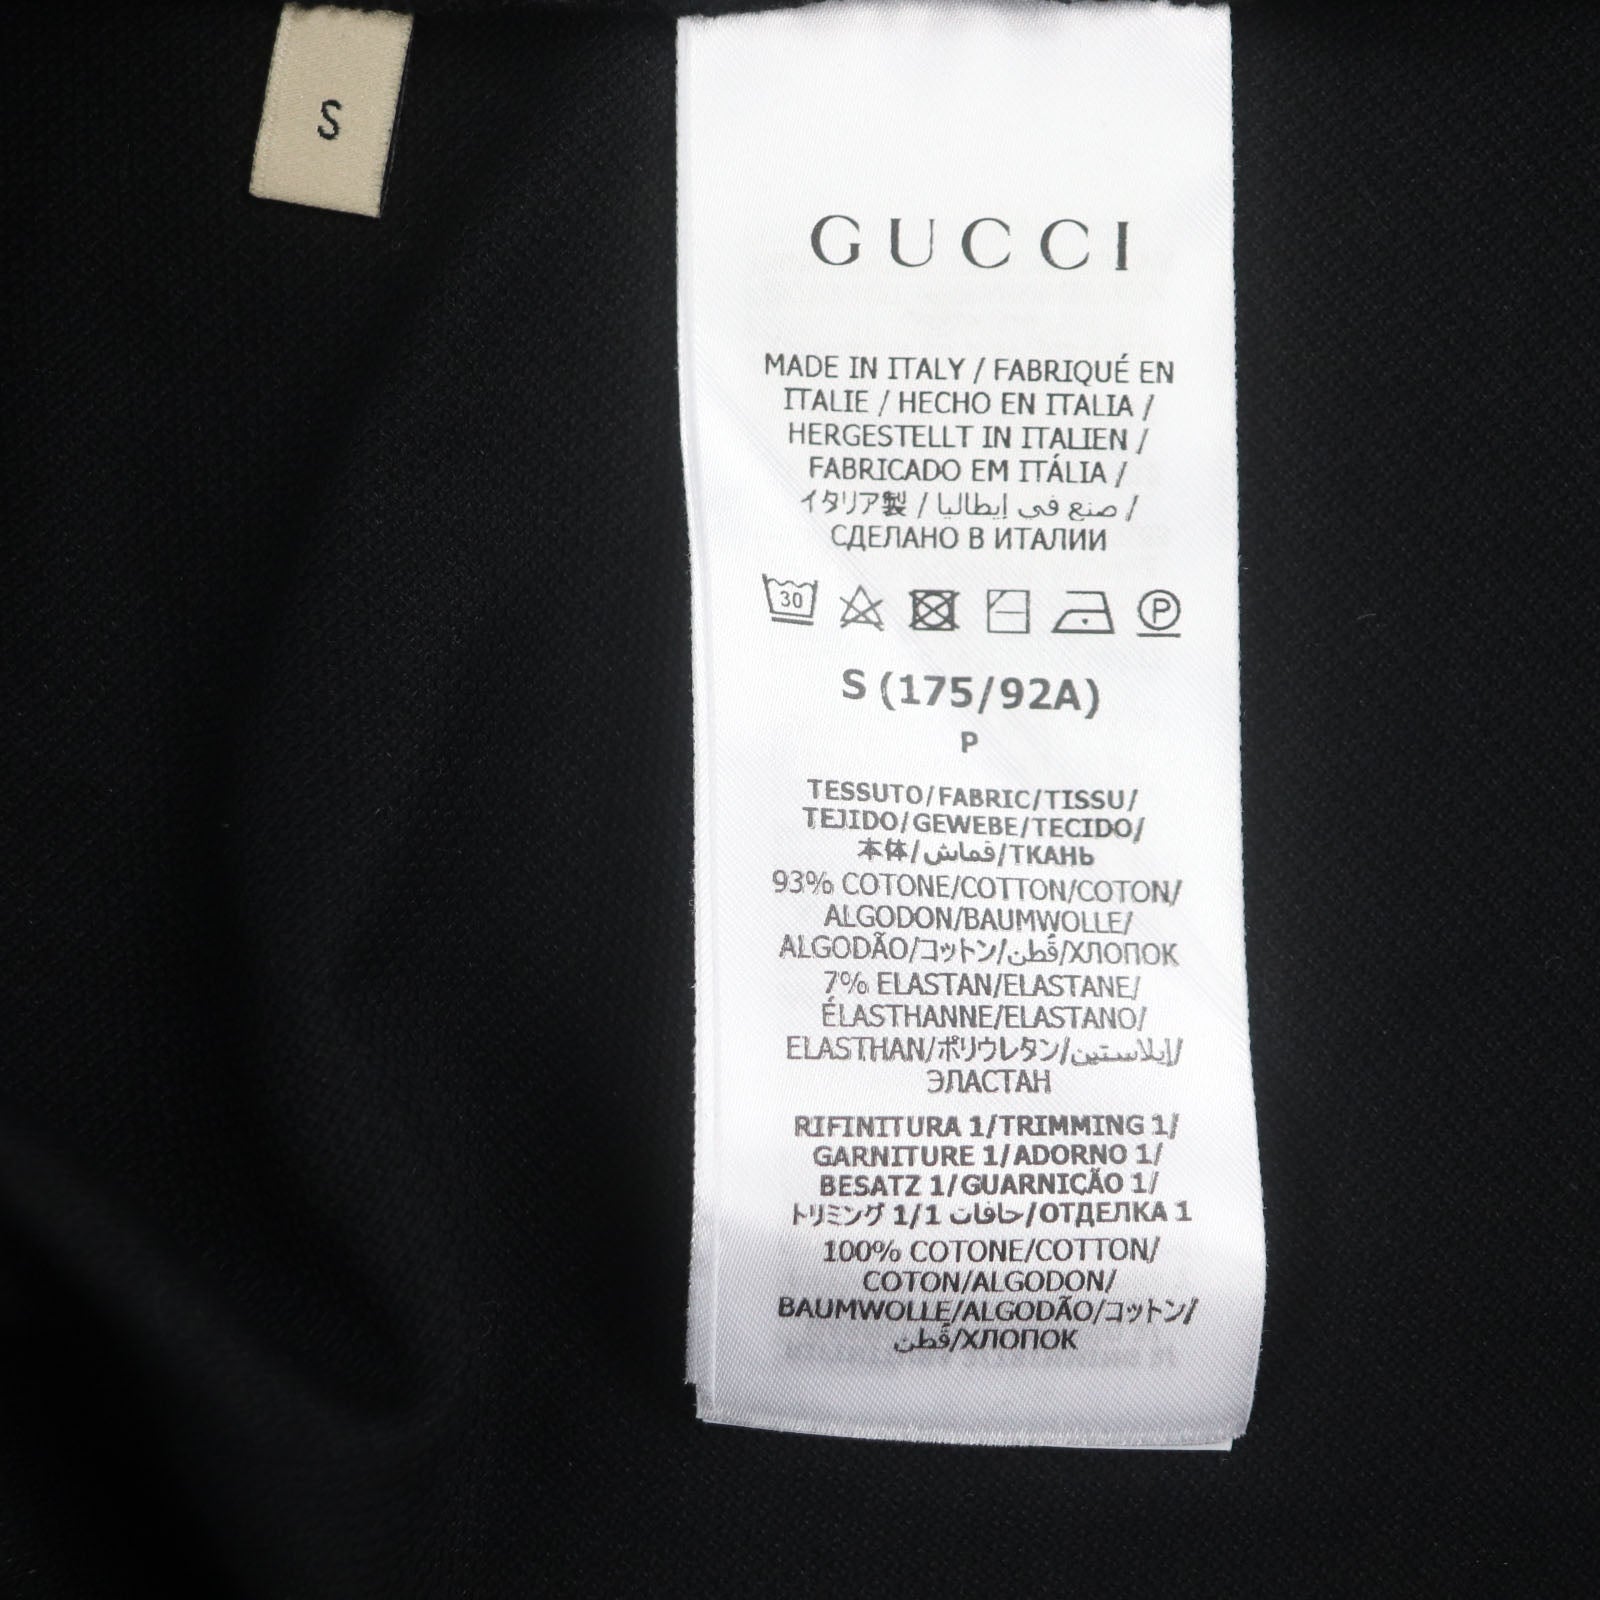 S
GUCCI
MADE IN ITALY / FABRIQUÉ EN
ITALIE / HECHO EN ITALIA /
HERGESTELLT IN ITALIEN /
FABRICADO EM ITÁLIA /
イタリア製 / صنع في إيطاليا /
СДЕЛАНО В ИТАЛИИ
30 P
S (175/92A)
P
TESSUTO/FABRIC/TISSU/
TEJIDO/GEWEBE/TECIDO/
本体/قماش/ТКАНЬ
93% COTONE/COTTON/COTON/
ALGODON/BAUMWOLLE/
ALGODÃO/コットン/قُطن/ХЛОПОК
7% ELASTAN/ELASTANE/
ÉLASTHANNE/ELASTANO/
ELASTHAN/ポリウレタン/إيلاستين/
ЭЛАСТАН
RIFINITURA 1/TRIMMING 1/
GARNITURE 1/ADORNO 1/
BESATZ 1/GUARNIÇÃO 1/
トリミング 1/1 حافات/ОТДЕЛКА 1
100% COTONE/COTTON/
COTON/ALGODON/
BAUMWOLLE/ALGODÃO/コットン/
قُطن/ХЛОПОК